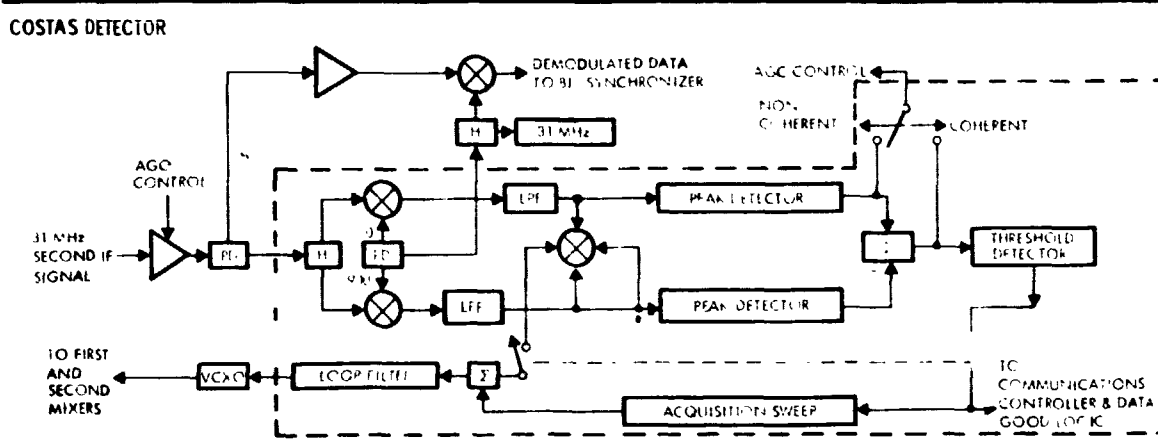 COSTAS DETECTOR
DEMODULATED DATA
TO BIT SYNCHRONIZER
AGC CONTROL
NON
COHERENT
COHERENT
H
31 MHz
AGC
CONTROL
31 MHz
SECOND IF
SIGNAL
PD
H
LPF
PEAK DETECTOR
THRESHOLD
DETECTOR
LPF
PEAK DETECTOR
TO FIRST
AND
SECOND
MIXERS
VCXO
LOOP FILTER
Σ
ACQUISITION SWEEP
TO
COMMUNICATIONS
CONTROLLER & DATA
GOOD LOGIC